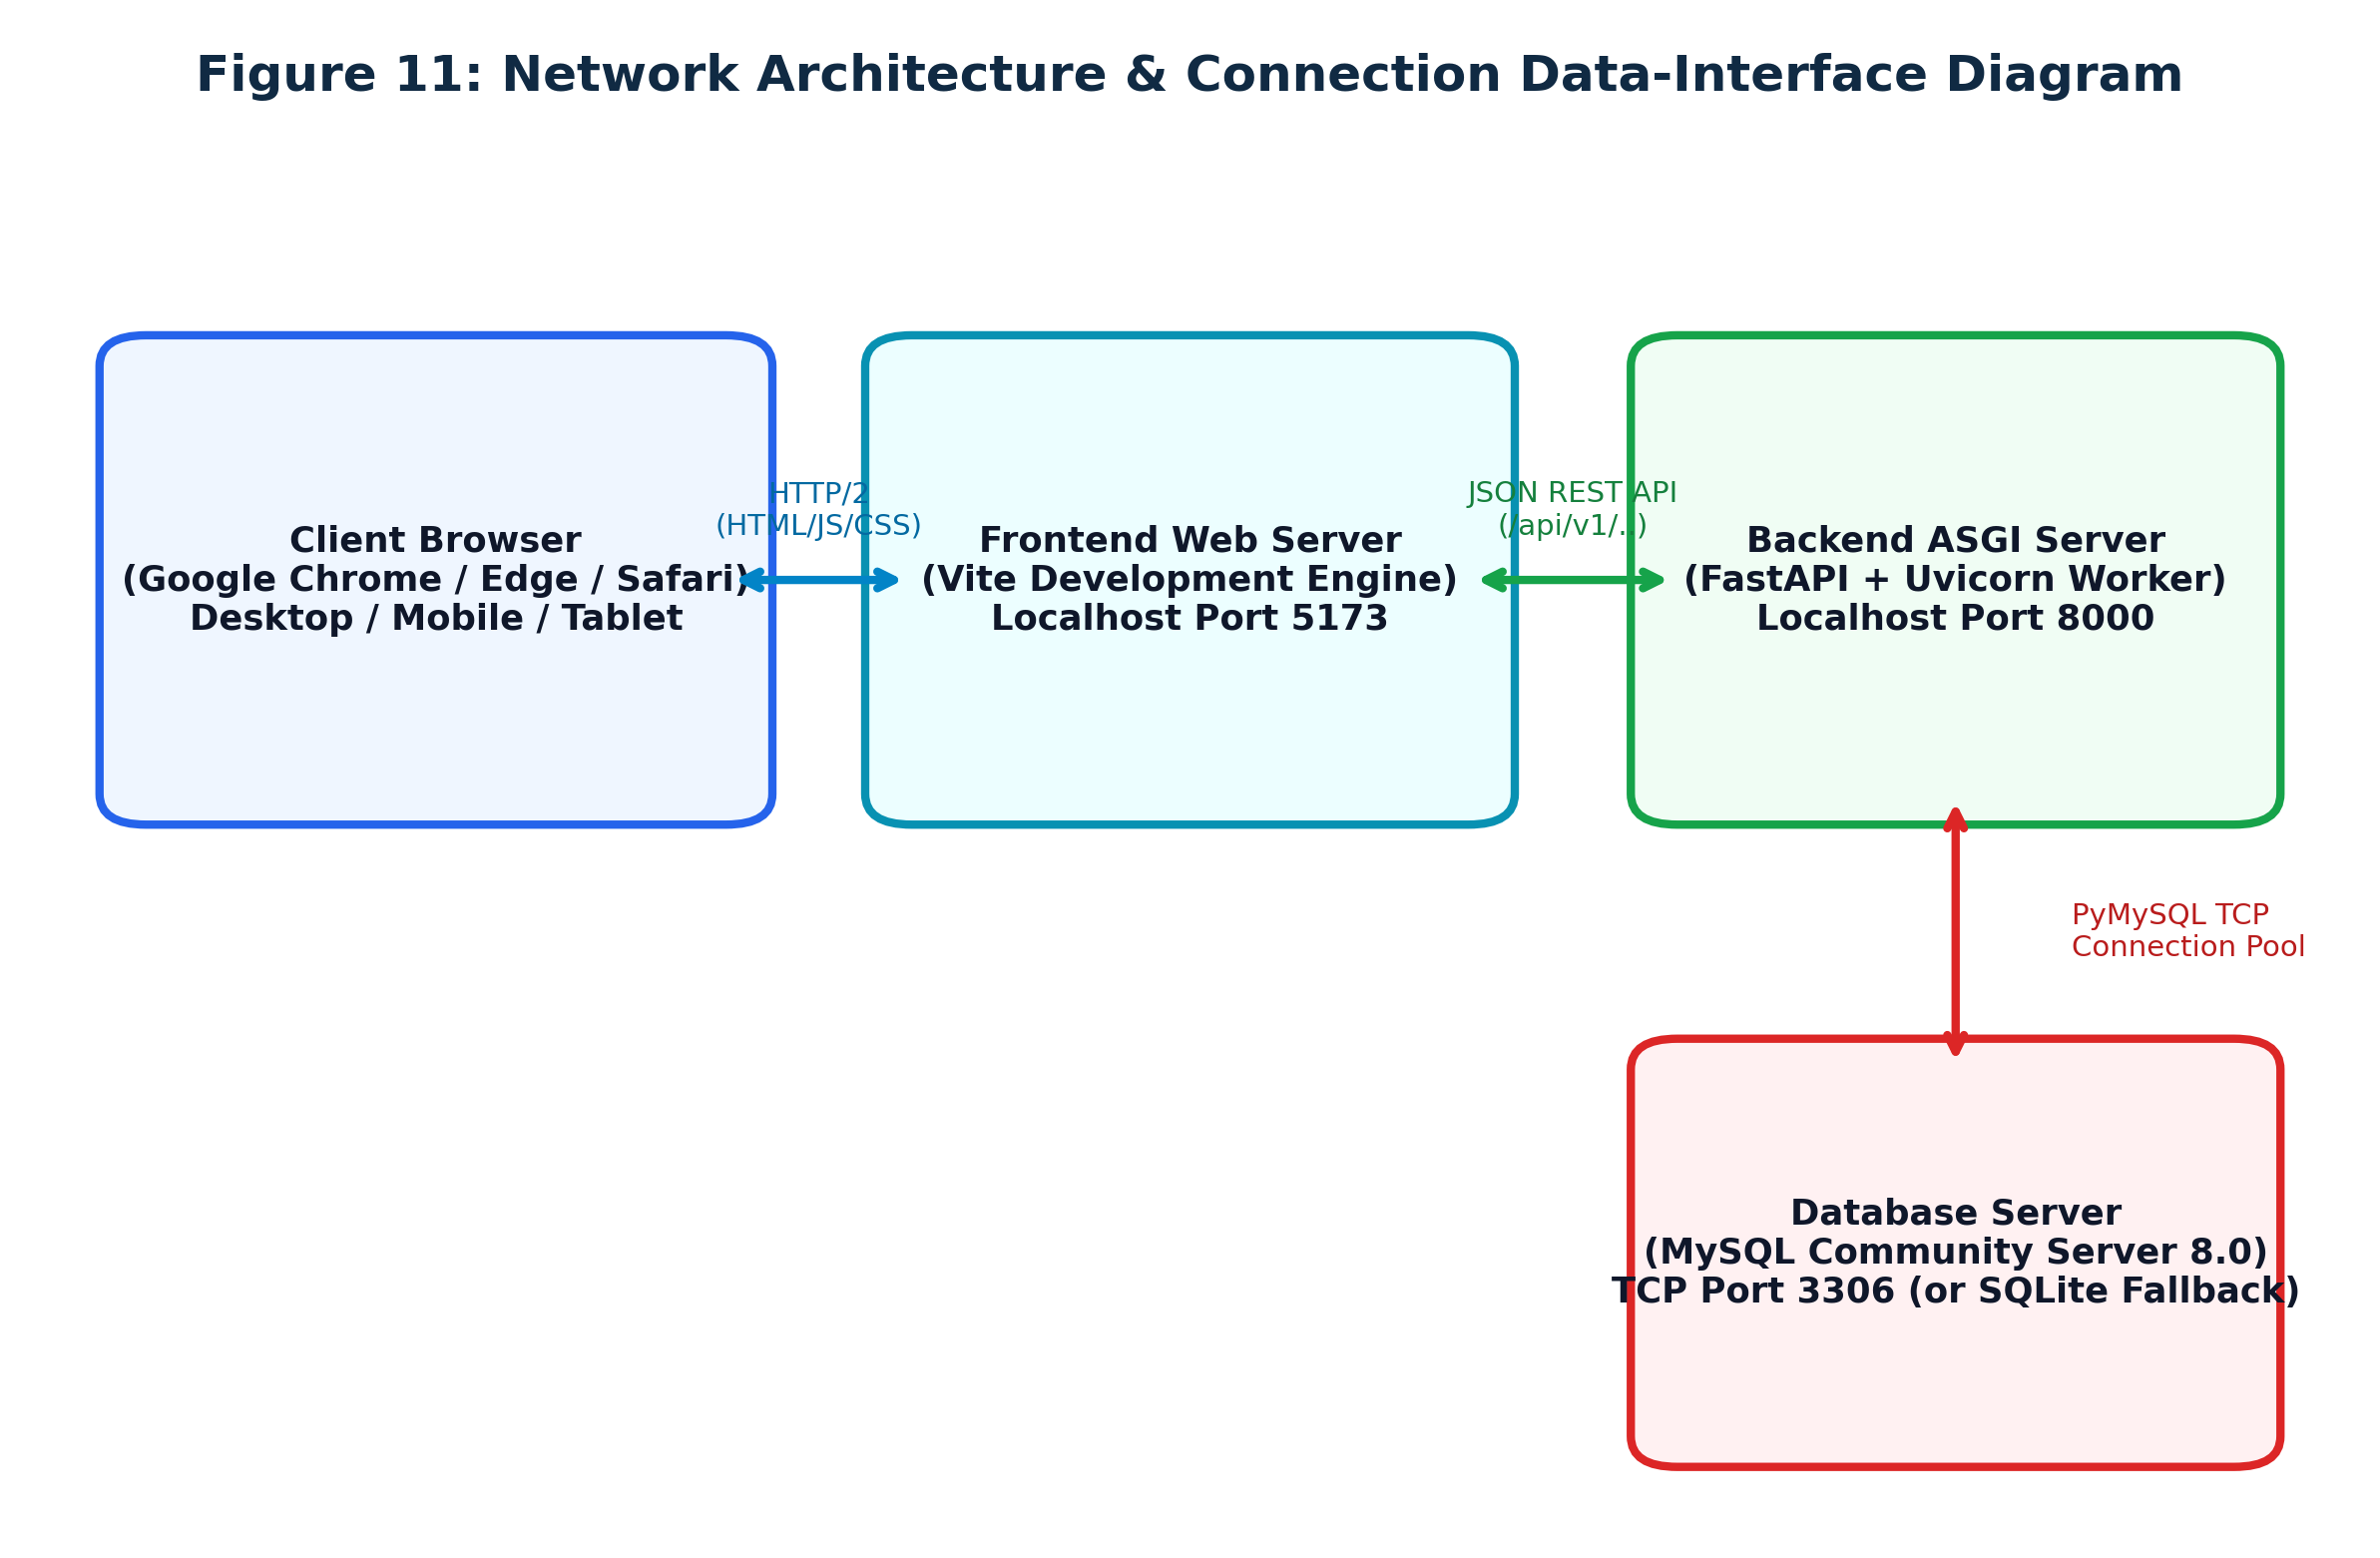 Figure 11: Network Architecture & Connection Data-Interface Diagram
Client Browser
(Google Chrome / Edge / Safari)
Desktop / Mobile / Tablet
HTTP/2
(HTML/JS/CSS)
Frontend Web Server
(Vite Development Engine)
Localhost Port 5173
JSON REST API
(/api/v1/..)
Backend ASGI Server
(FastAPI + Uvicorn Worker)
Localhost Port 8000
PyMySQL TCP
Connection Pool
Database Server
(MySQL Community Server 8.0)
TCP Port 3306 (or SQLite Fallback)